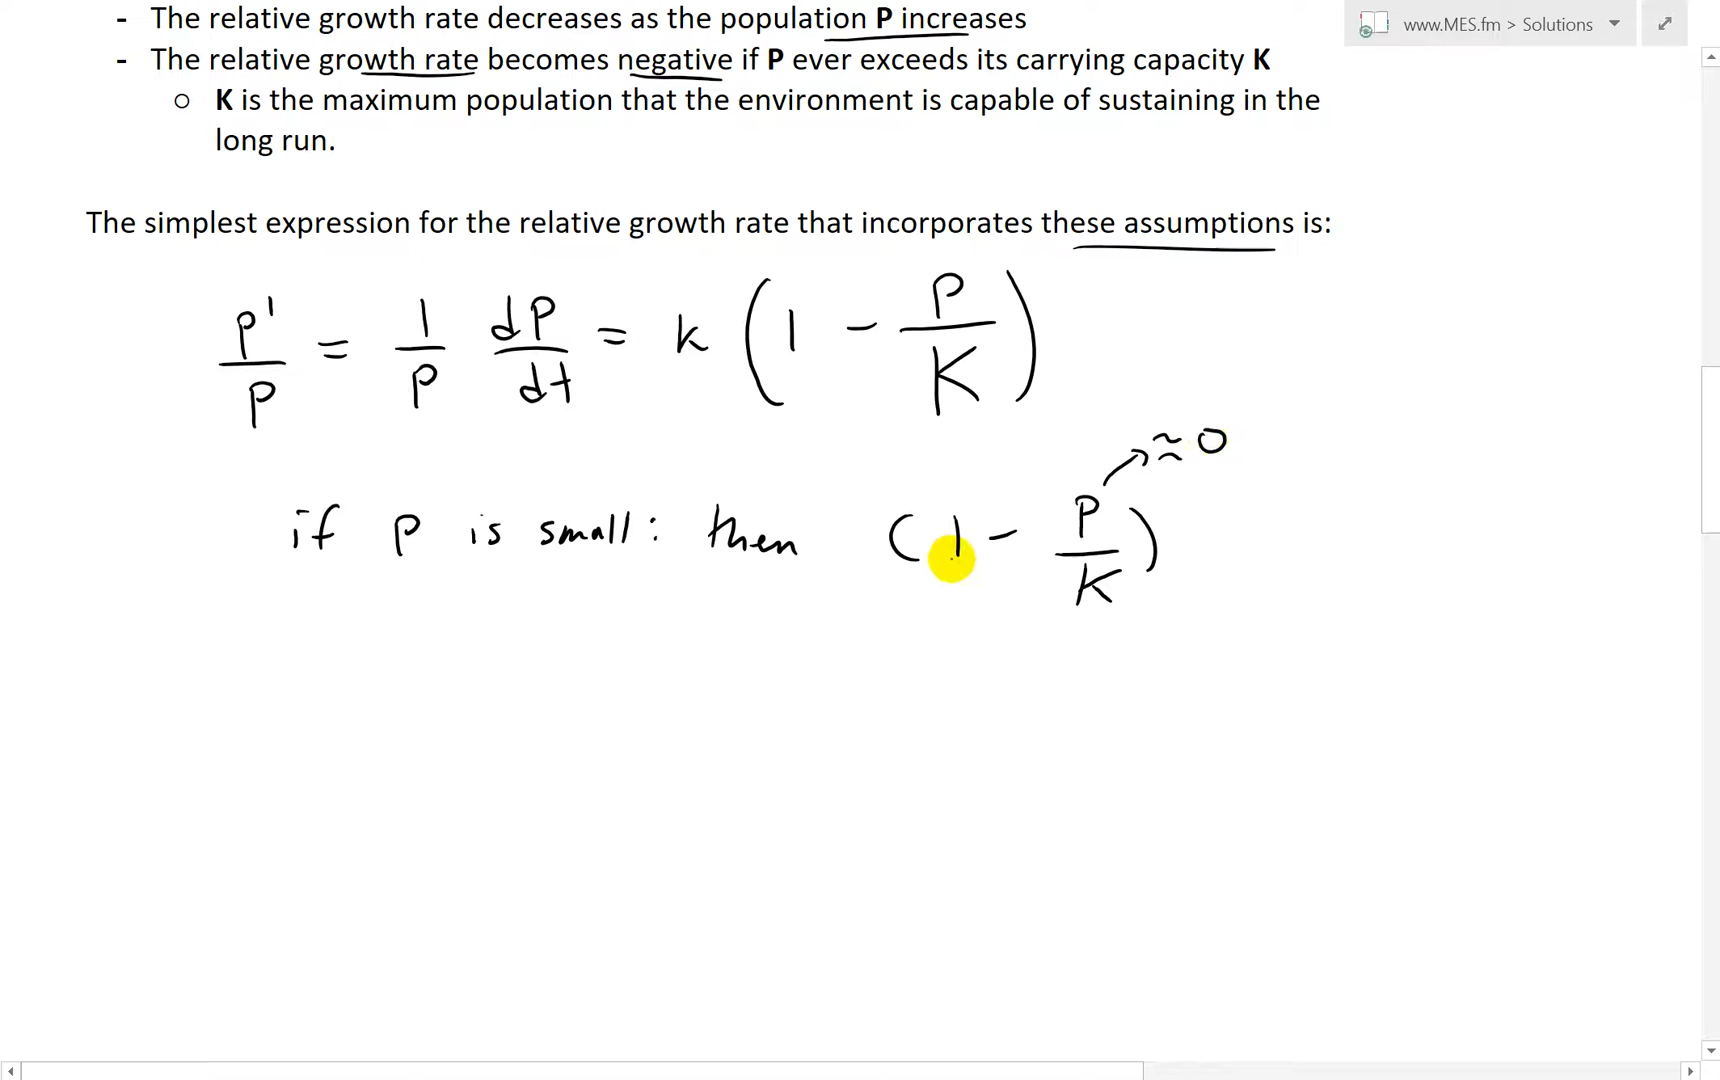 - The relative growth rate decreases as the population P increases
www.MES.fm > Solutions
- The relative growth rate becomes negative if P ever exceeds its carrying capacity K
○ K is the maximum population that the environment is capable of sustaining in the
long run.
The simplest expression for the relative growth rate that incorporates these assumptions is:
P'/P = 1/P dP/dt = k (1 - P/K)
≈ 0
if P is small: then (1 - P/K)